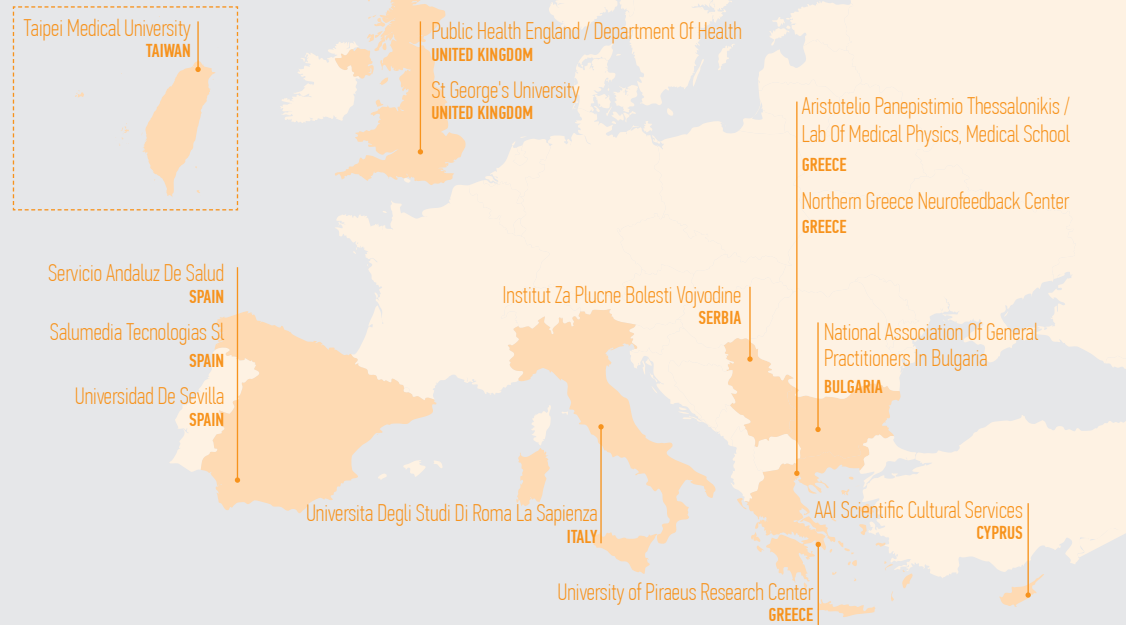 Taipei Medical University
TAIWAN
Public Health England / Department Of Health
UNITED KINGDOM
St George's University
UNITED KINGDOM
Aristotelio Panepistimio Thessalonikis /
Lab Of Medical Physics, Medical School
GREECE
Northern Greece Neurofeedback Center
GREECE
Servicio Andaluz De Salud
SPAIN
Salumedia Tecnologias Sl
SPAIN
Universidad De Sevilla
SPAIN
Institut Za Plucne Bolesti Vojvodine
SERBIA
National Association Of General
Practitioners In Bulgaria
BULGARIA
Universita Degli Studi Di Roma La Sapienza
ITALY
AAI Scientific Cultural Services
CYPRUS
University of Piraeus Research Center
GREECE